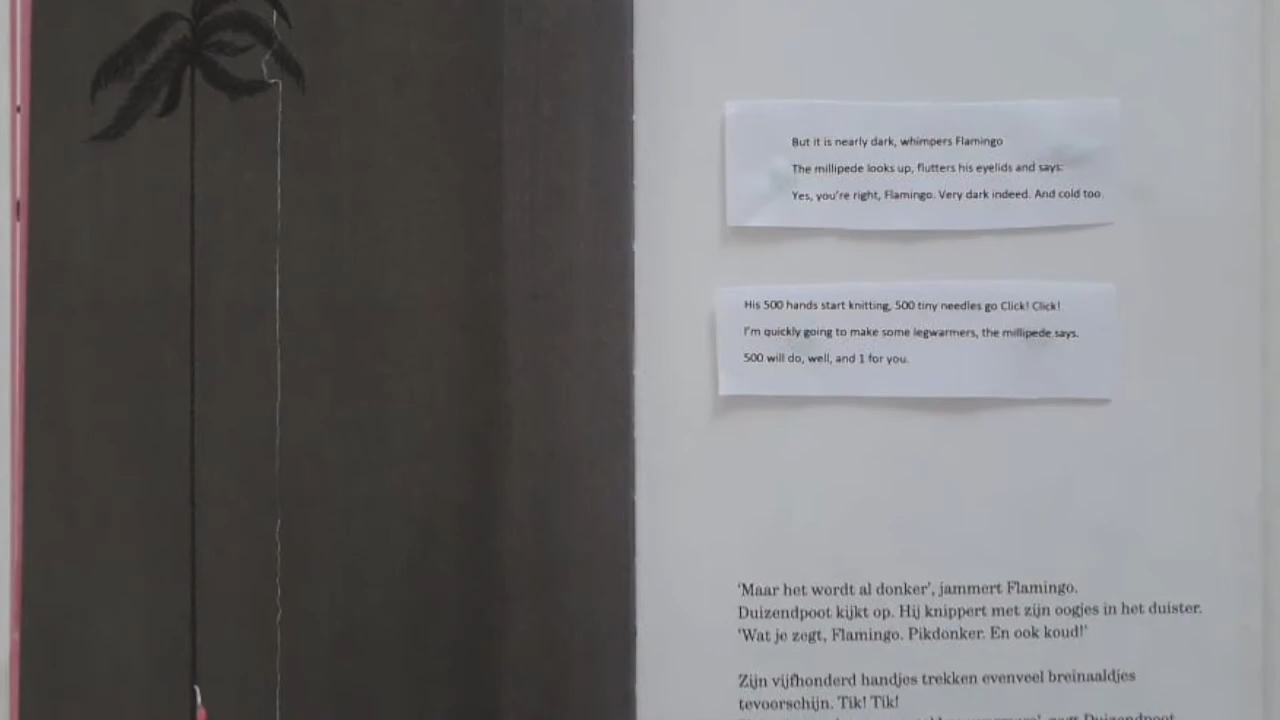 But it is nearly dark, whimpers Flamingo
The millipede looks up, flutters his eyelids and says:
Yes, you're right, Flamingo. Very dark indeed. And cold too.
His 500 hands start knitting, 500 tiny needles go Click! Click!
I'm quickly going to make some legwarmers, the millipede says.
500 will do, well, and 1 for you.
‘Maar het wordt al donker’, jammert Flamingo.
Duizendpoot kijkt op. Hij knippert met zijn oogjes in het duister.
‘Wat je zegt, Flamingo. Pikdonker. En ook koud!’
Zijn vijfhonderd handjes trekken evenveel breinaaldjes
tevoorschijn. Tik! Tik!
Duizendpoot